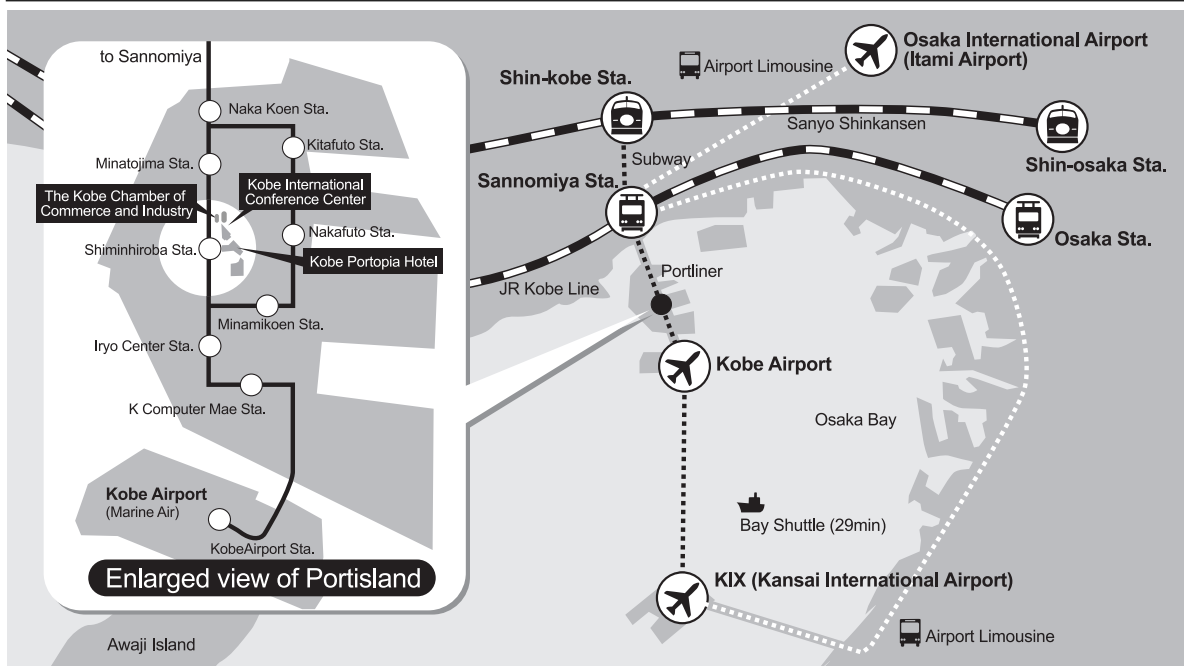 to Sannomiya
Naka Koen Sta.
Kitafuto Sta.
Minatojima Sta.
The Kobe Chamber of
Commerce and Industry
Kobe International
Conference Center
Shiminhiroba Sta.
Nakafuto Sta.
Kobe Portopia Hotel
Minamikoen Sta.
Iryo Center Sta.
K Computer Mae Sta.
Kobe Airport
(Marine Air)
KobeAirport Sta.
Enlarged view of Portisland
Awaji Island
Osaka International Airport
(Itami Airport)
Airport Limousine
Shin-kobe Sta.
Sanyo Shinkansen
Shin-osaka Sta.
Subway
Sannomiya Sta.
Osaka Sta.
Portliner
JR Kobe Line
Kobe Airport
Osaka Bay
Bay Shuttle (29min)
KIX (Kansai International Airport)
Airport Limousine